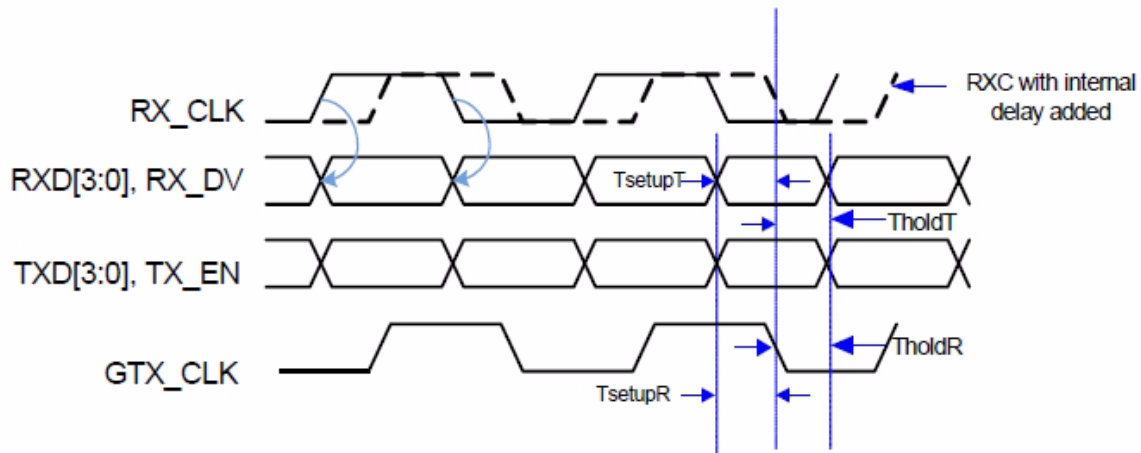 RX_CLK
RXC with internal
delay added
RXD[3:0], RX_DV
TsetupT
TholdT
TXD[3:0], TX_EN
GTX_CLK
TholdR
TsetupR